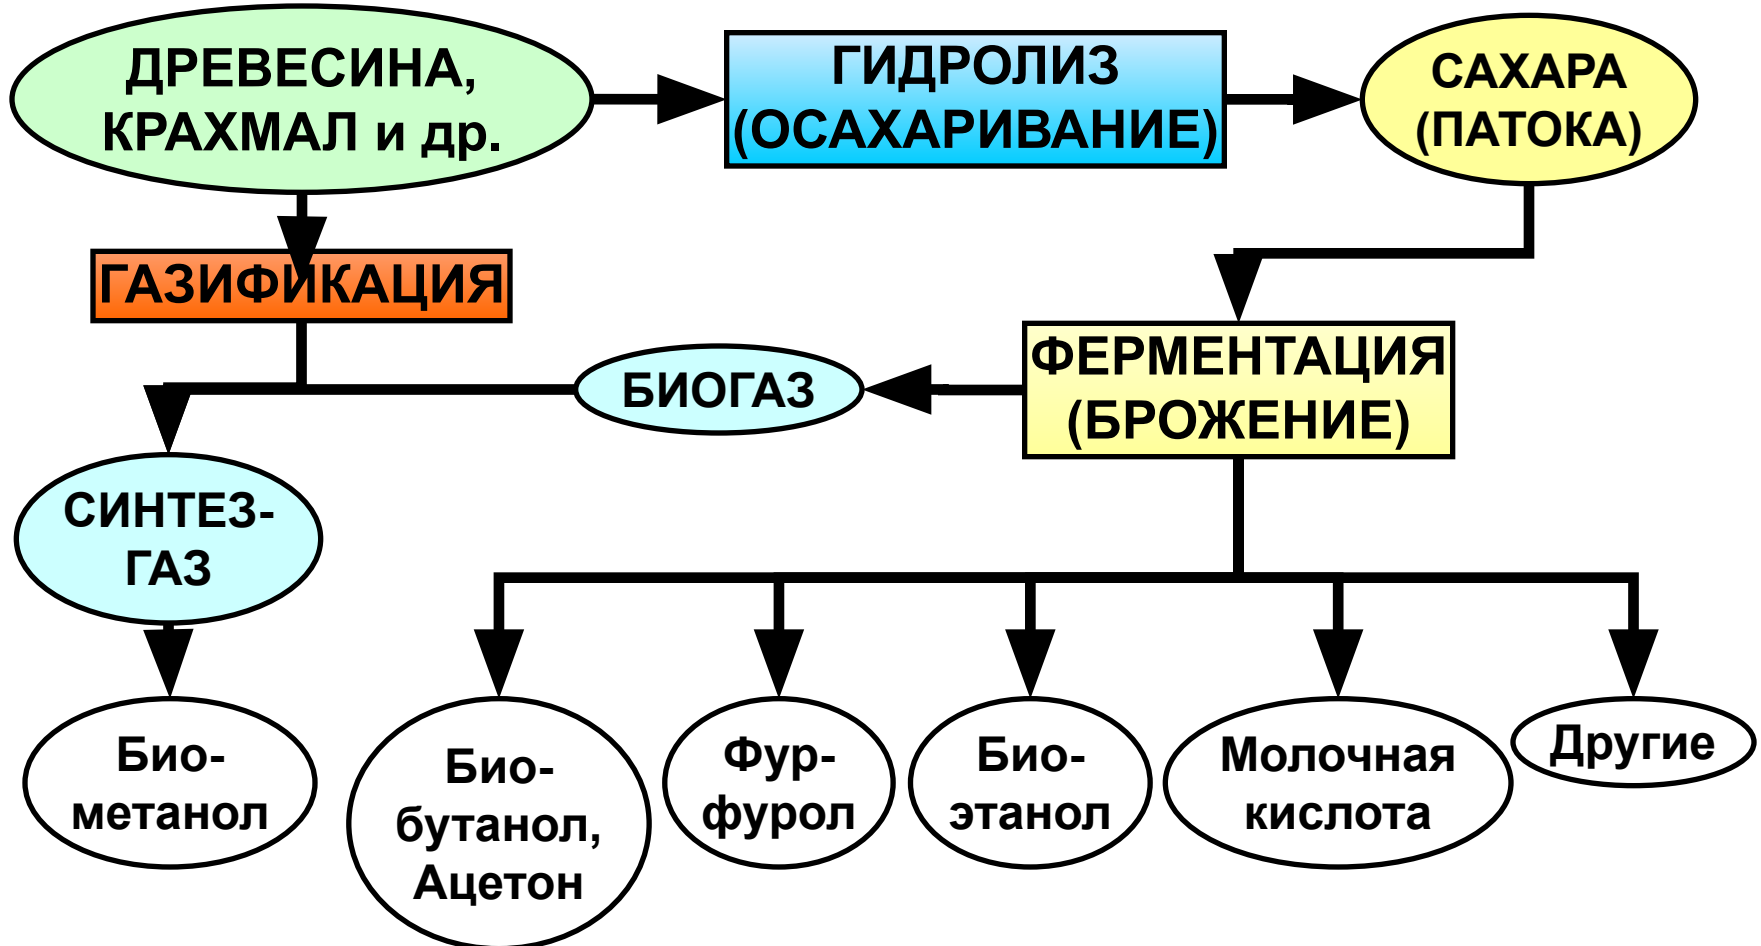 ДРЕВЕСИНА,
КРАХМАЛ и др.
ГИДРОЛИЗ
(ОСАХАРИВАНИЕ)
САХАРА
(ПАТОКА)
ГАЗИФИКАЦИЯ
БИОГАЗ
ФЕРМЕНТАЦИЯ
(БРОЖЕНИЕ)
СИНТЕЗ-
ГАЗ
Био-
метанол
Био-
бутанол,
Ацетон
Фур-
фурол
Био-
этанол
Молочная
кислота
Другие